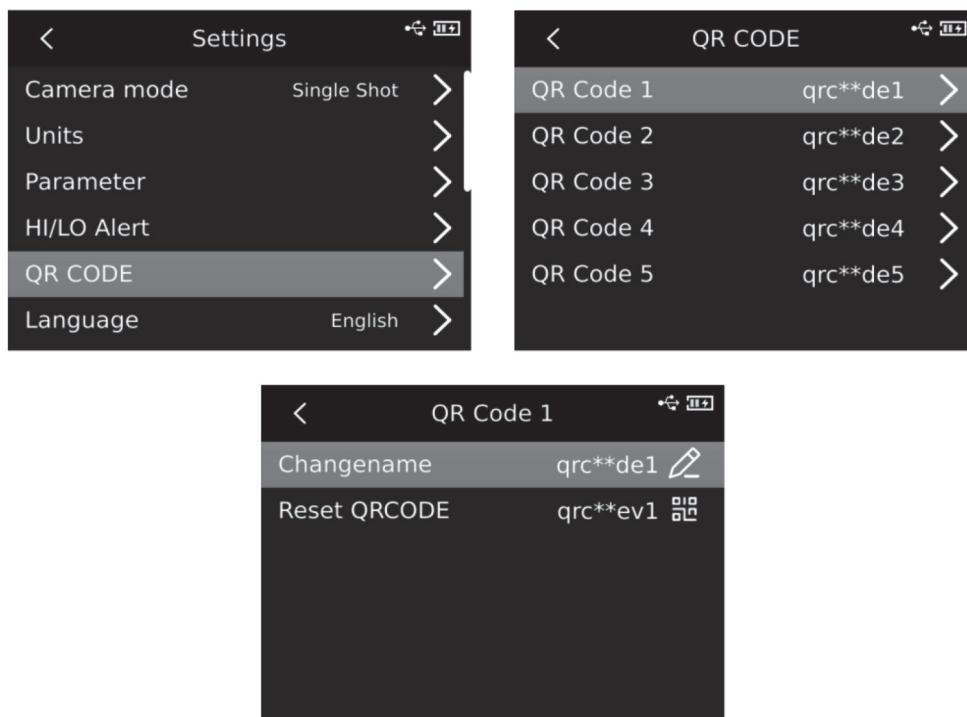 Settings
Camera mode Single Shot
Units
Parameter
HI/LO Alert
QR CODE
Language English
QR CODE
QR Code 1 qrc**de1
QR Code 2 qrc**de2
QR Code 3 qrc**de3
QR Code 4 qrc**de4
QR Code 5 qrc**de5
QR Code 1
Changename qrc**de1
Reset QRCODE qrc**ev1